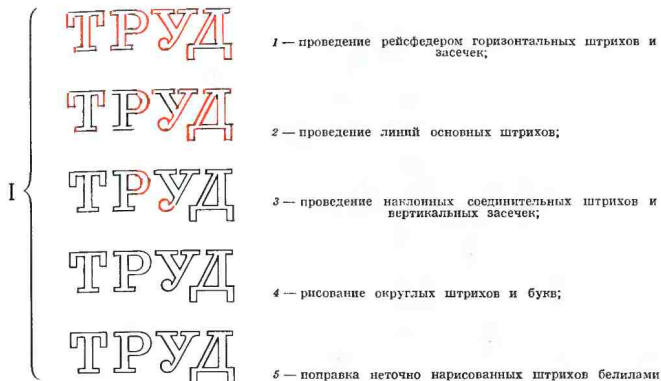 ТРУД
1 — проведение рейсфедером горизонтальных штрихов и
засечек;
ТРУД
2 — проведение линий основных штрихов;
I
ТРУД
3 — проведение наклонных соединительных штрихов и
вертикальных засечек;
ТРУД
4 — рисование округлых штрихов и букв;
ТРУД
5 — поправка неточно нарисованных штрихов белилами